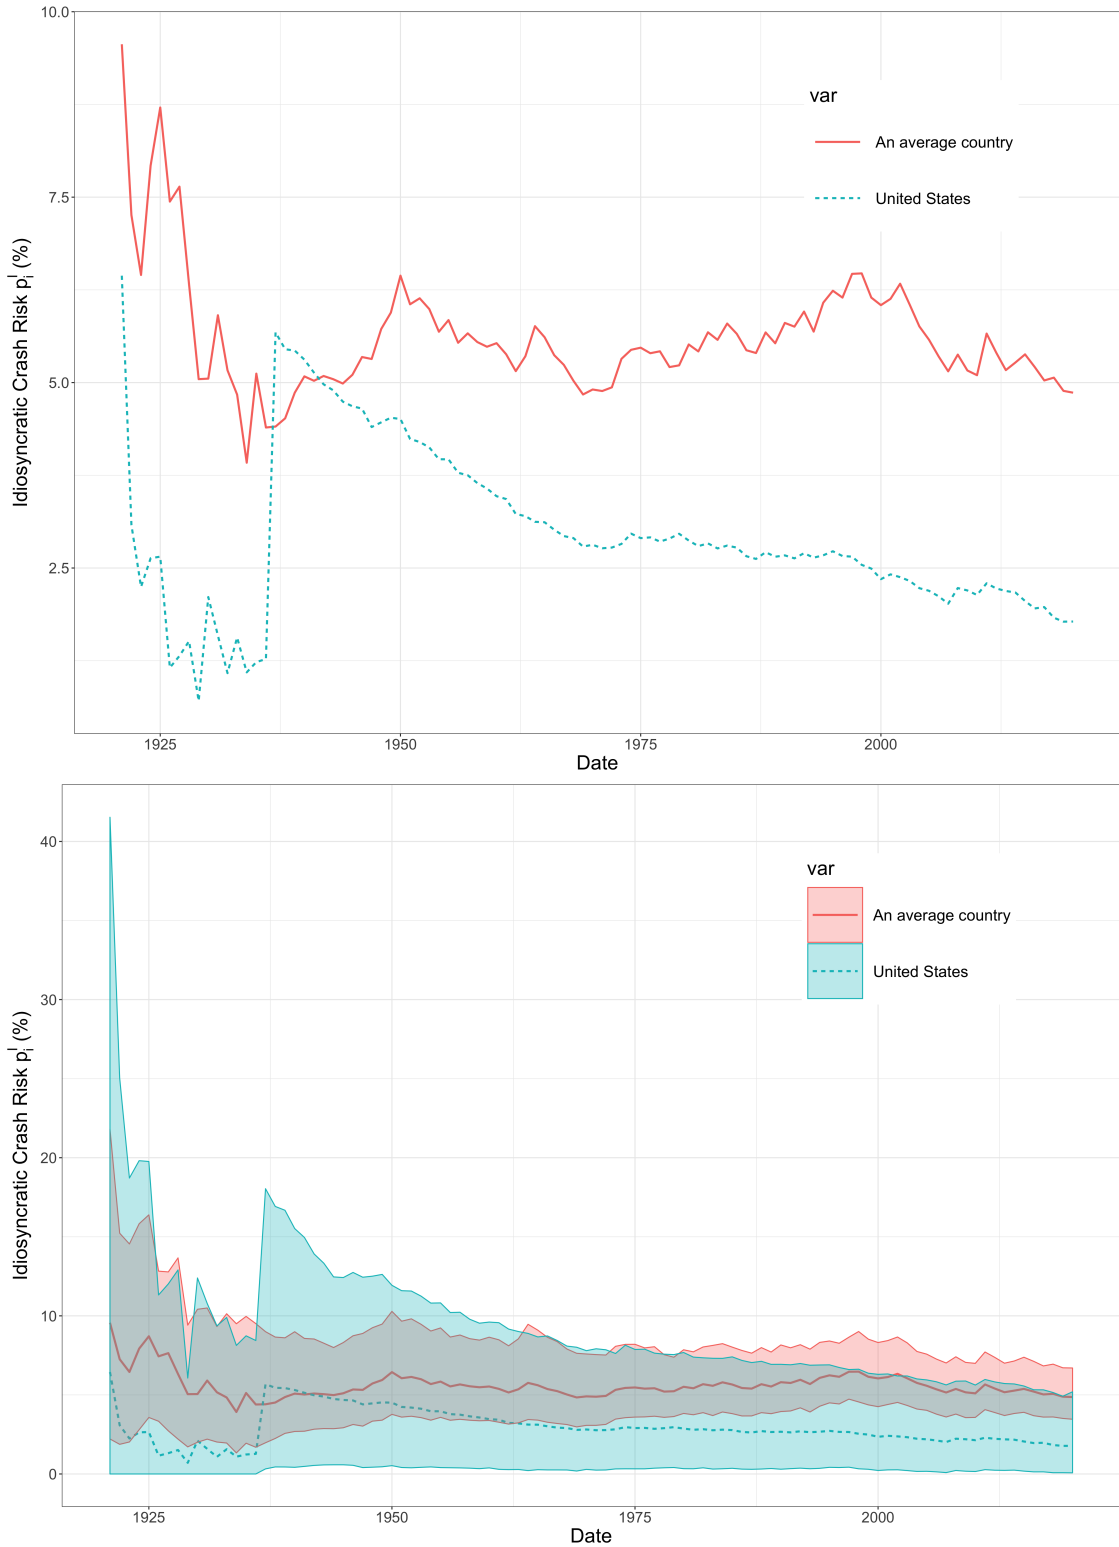 10.0
7.5
5.0
2.5
Idiosyncratic Crash Risk p_i^I (%)
var
An average country
United States
1925 1950 1975 2000
Date
40
30
20
10
0
Idiosyncratic Crash Risk p_i^I (%)
var
An average country
United States
1925 1950 1975 2000
Date